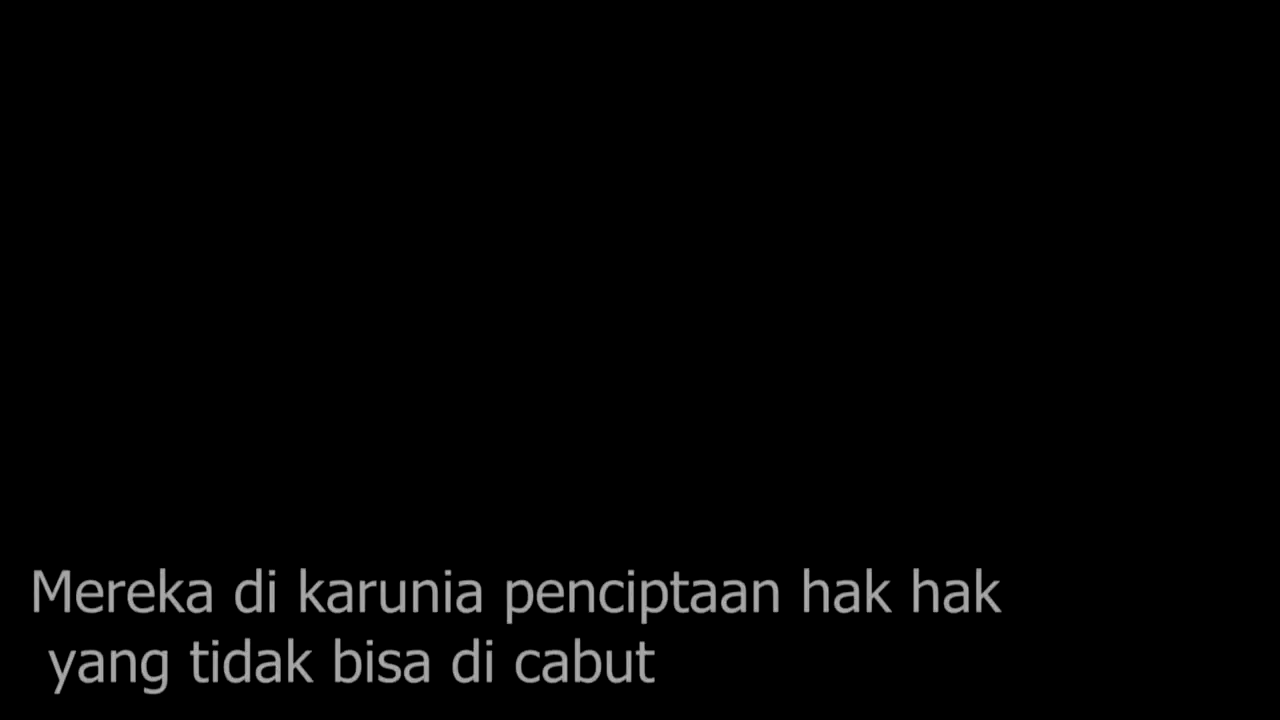 Mereka di karunia penciptaan hak hak
yang tidak bisa di cabut